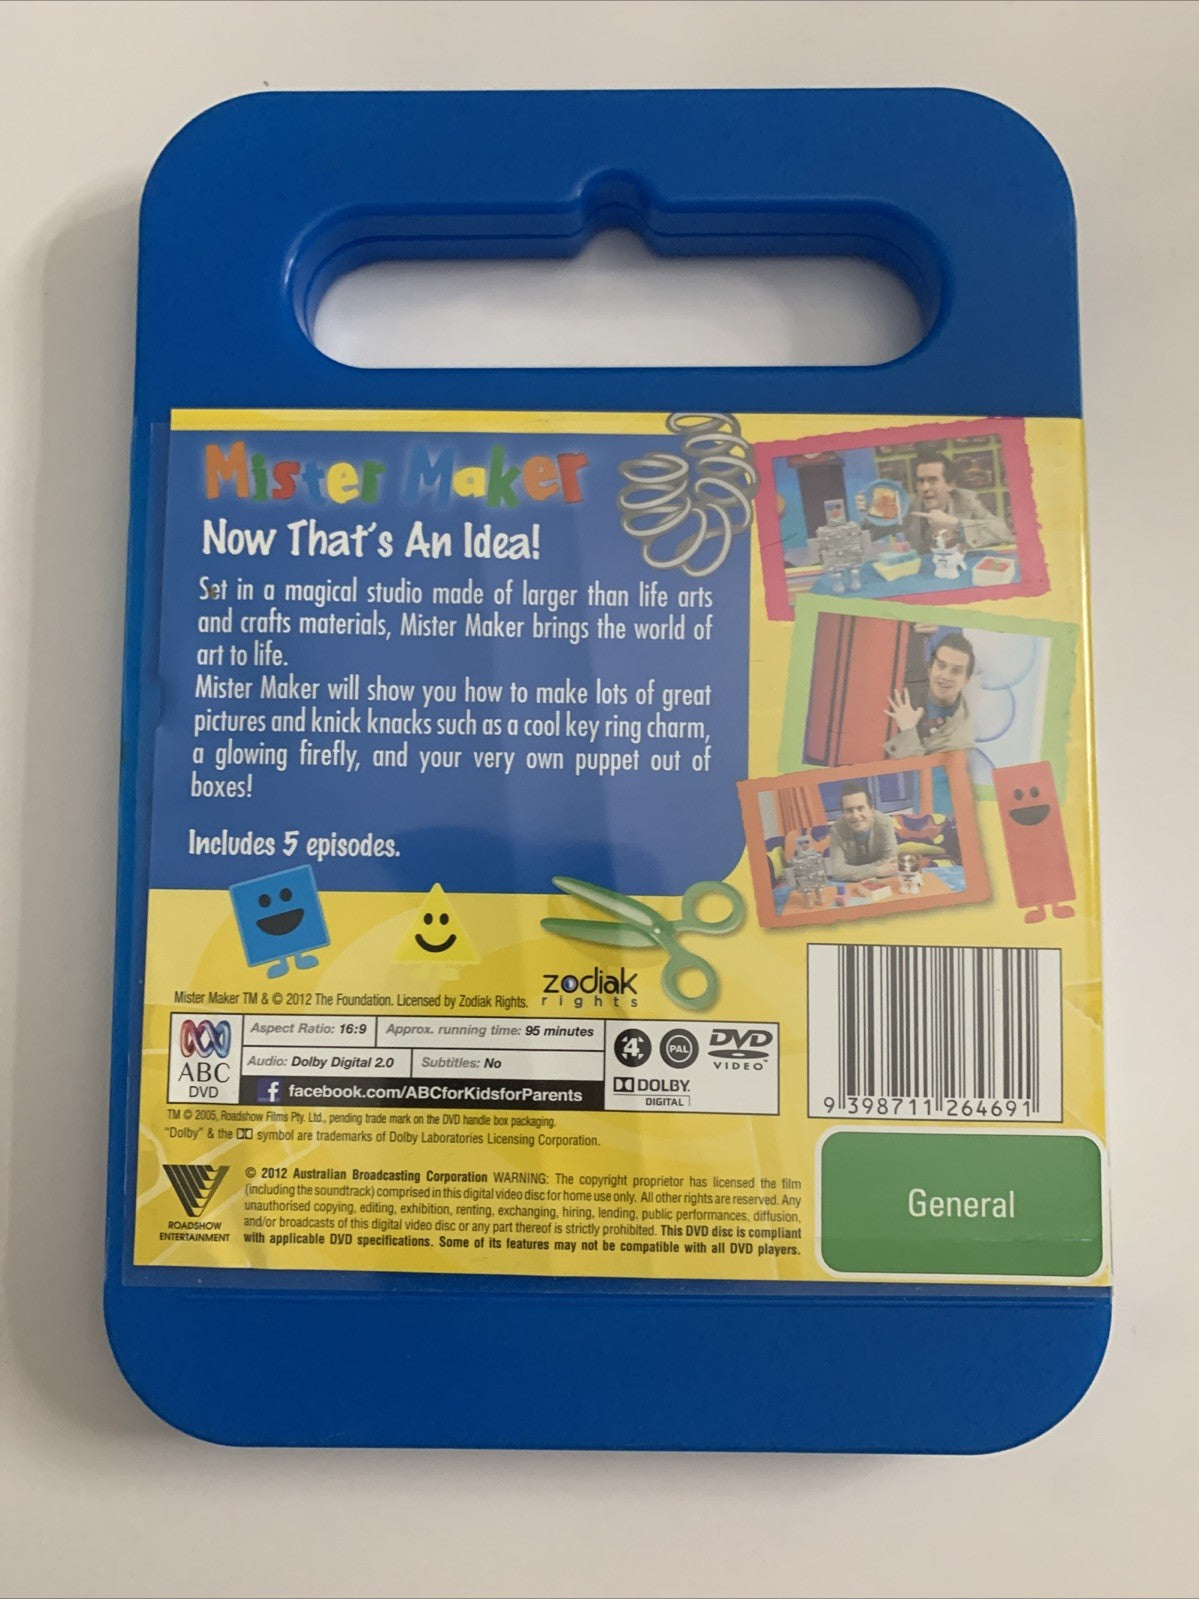 Mister Maker
Now That's An Idea!
Set in a magical studio made of larger than life arts
and crafts materials, Mister Maker brings the world of
art to life.
Mister Maker will show you how to make lots of great
pictures and knick knacks such as a cool key ring charm,
a glowing firefly, and your very own puppet out of
boxes!
Includes 5 episodes.
zodiak
rights
Mister Maker TM & © 2012 The Foundation. Licensed by Zodiak Rights.
ABC
DVD
Aspect Ratio: 16:9
Approx. running time: 95 minutes
Audio: Dolby Digital 2.0
Subtitles: No
f facebook.com/ABCforKidsforParents
4
PAL
DVD
VIDEO™
DOLBY
DIGITAL
9 398711 264691
TM © 2005, Roadshow Films Pty. Ltd., pending trade mark on the DVD handle box packaging.
"Dolby" & the DD symbol are trademarks of Dolby Laboratories Licensing Corporation.
ROADSHOW
ENTERTAINMENT
© 2012 Australian Broadcasting Corporation WARNING: The copyright proprietor has licensed the film
(including the soundtrack) comprised in this digital video disc for home use only. All other rights are reserved. Any
unauthorised copying, editing, exhibition, renting, exchanging, hiring, lending, public performances, diffusion,
and/or broadcasts of this digital video disc or any part thereof is strictly prohibited. This DVD disc is compliant
with applicable DVD specifications. Some of its features may not be compatible with all DVD players.
General